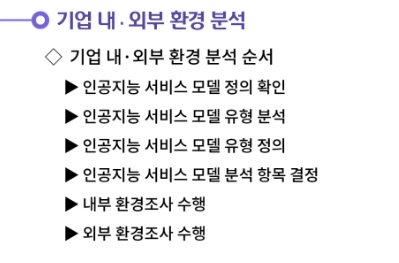 기업 내·외부 환경 분석
◇ 기업 내·외부 환경 분석 순서
▶ 인공지능 서비스 모델 정의 확인
▶ 인공지능 서비스 모델 유형 분석
▶ 인공지능 서비스 모델 유형 정의
▶ 인공지능 서비스 모델 분석 항목 결정
▶ 내부 환경조사 수행
▶ 외부 환경조사 수행